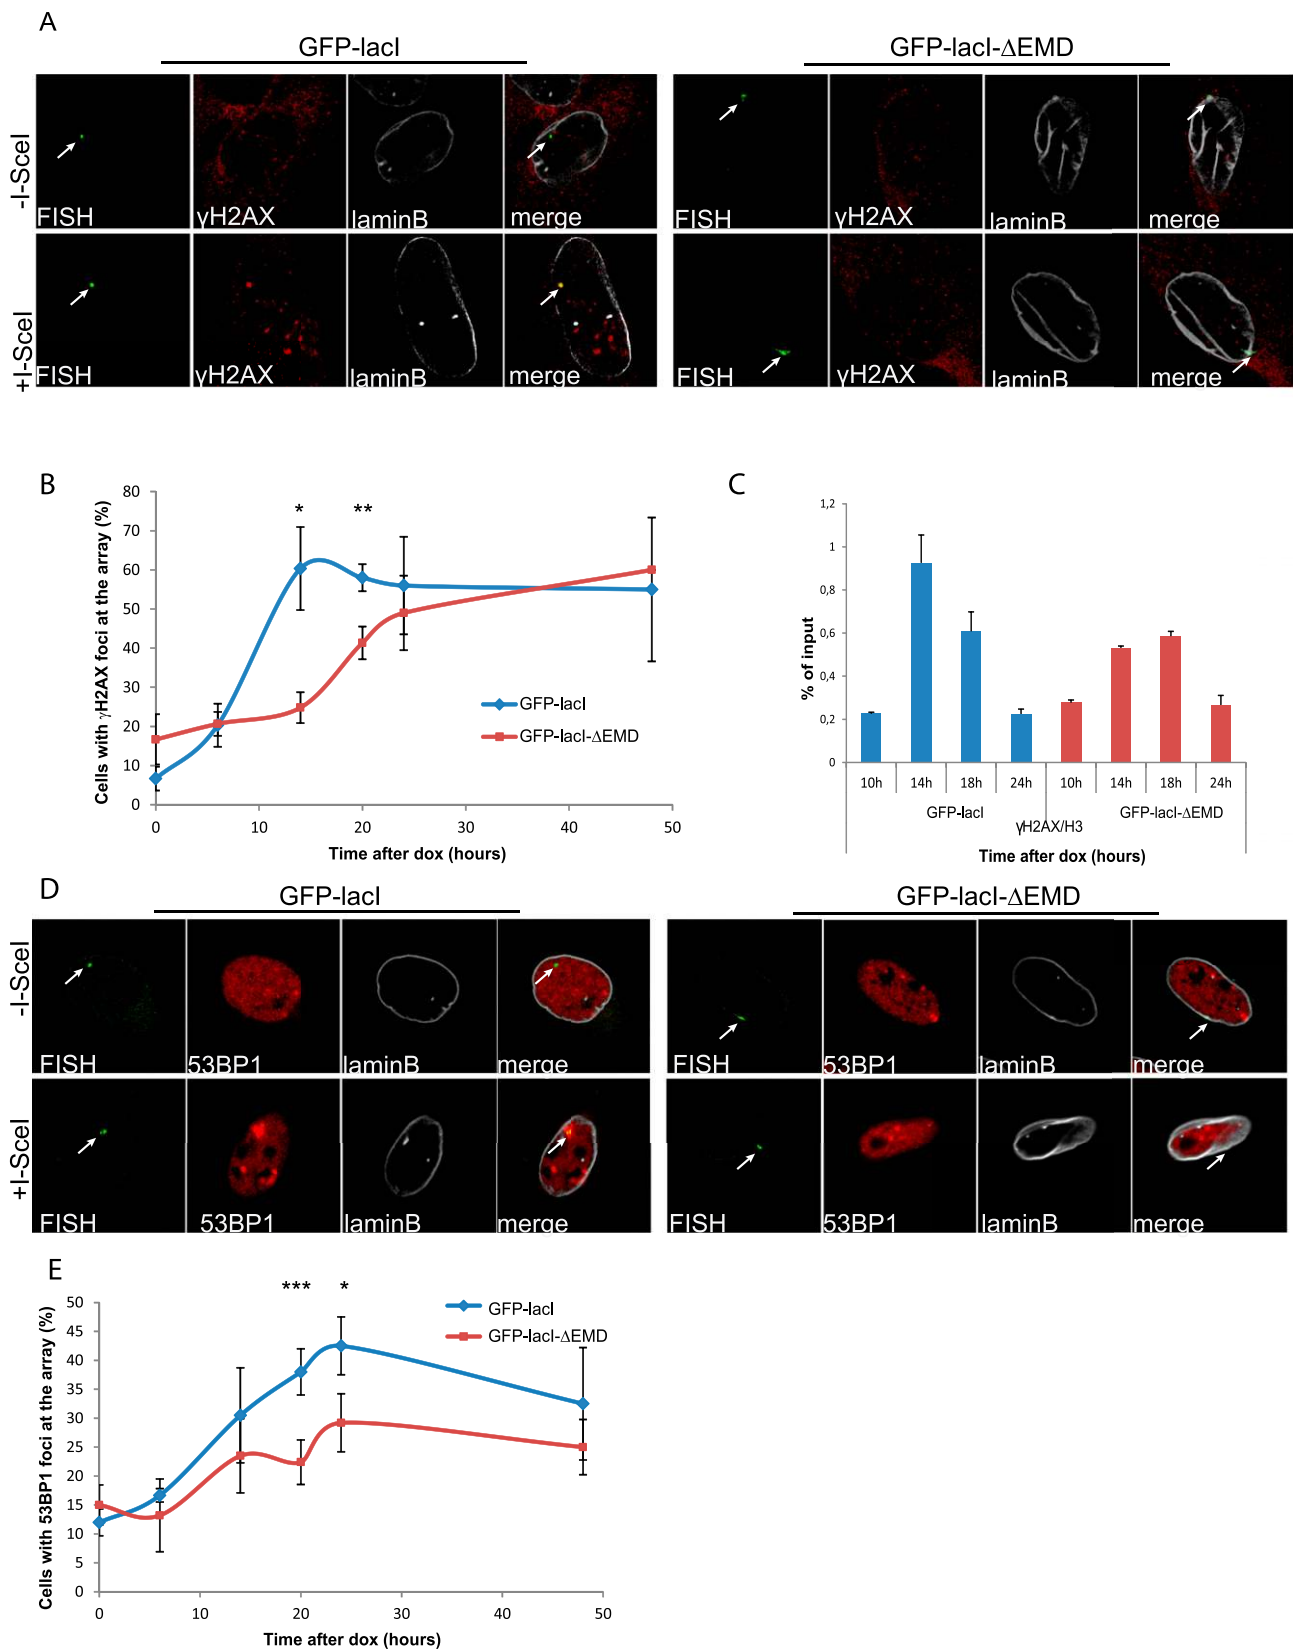 A
GFP-lacI
GFP-lacI-ΔEMD
-I-SceI
FISH
γH2AX
laminB
merge
FISH
γH2AX
laminB
merge
+I-SceI
FISH
γH2AX
laminB
merge
FISH
γH2AX
laminB
merge
B
Cells with γH2AX foci at the array (%)
80
70
60
50
40
30
20
10
0
* **
GFP-lacI
GFP-lacI-ΔEMD
0 10 20 30 40 50
Time after dox (hours)
C
% of input
1,2
1
0,8
0,6
0,4
0,2
0
10h 14h 18h 24h 10h 14h 18h 24h
GFP-lacI GFP-lacI-ΔEMD
γH2AX/H3
Time after dox (hours)
D
GFP-lacI
GFP-lacI-ΔEMD
-I-SceI
FISH
53BP1
laminB
merge
FISH
53BP1
laminB
merge
+I-SceI
FISH
53BP1
laminB
merge
FISH
53BP1
laminB
merge
E
Cells with 53BP1 foci at the array (%)
50
45
40
35
30
25
20
15
10
5
0
*** *
GFP-lacI
GFP-lacI-ΔEMD
0 10 20 30 40 50
Time after dox (hours)